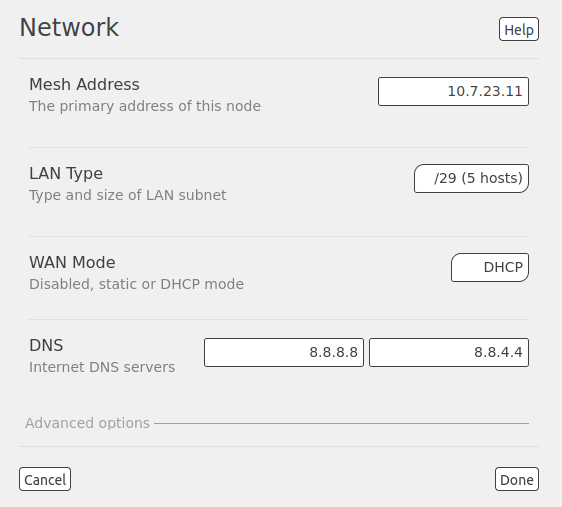 Network
Help
Mesh Address
10.7.23.11
The primary address of this node
LAN Type
/29 (5 hosts)
Type and size of LAN subnet
WAN Mode
DHCP
Disabled, static or DHCP mode
DNS
8.8.8.8 8.8.4.4
Internet DNS servers
Advanced options
Cancel Done